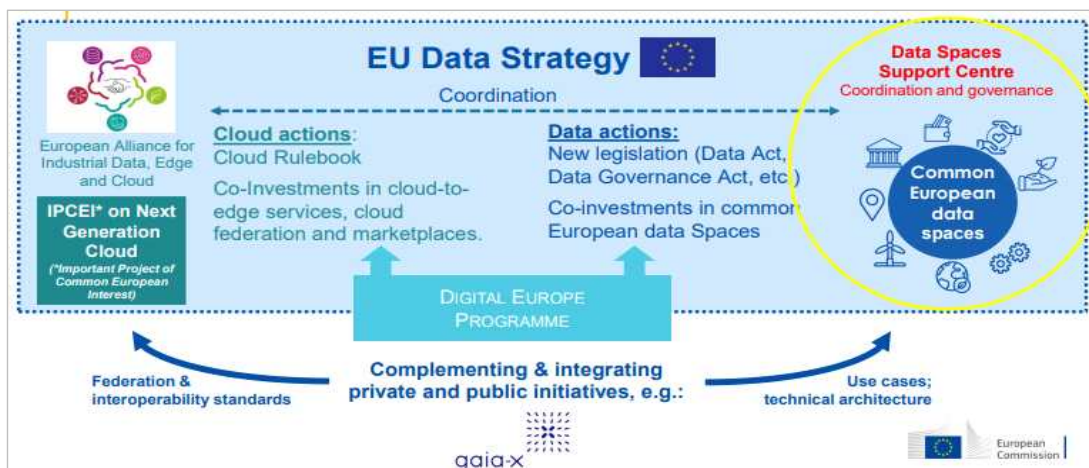 EU Data Strategy
Coordination
European Alliance for
Industrial Data, Edge
and Cloud
IPCEI* on Next
Generation
Cloud
(*Important Project of
Common European
Interest)
Cloud actions:
Cloud Rulebook
Co-Investments in cloud-to-
edge services, cloud
federation and marketplaces.
Data actions:
New legislation (Data Act,
Data Governance Act, etc.)
Co-investments in common
European data Spaces
Data Spaces
Support Centre
Coordination and governance
Common
European
data
spaces
DIGITAL EUROPE
PROGRAMME
Federation &
interoperability standards
Complementing & integrating
private and public initiatives, e.g.:
Use cases;
technical architecture
gaia-x
European
Commission